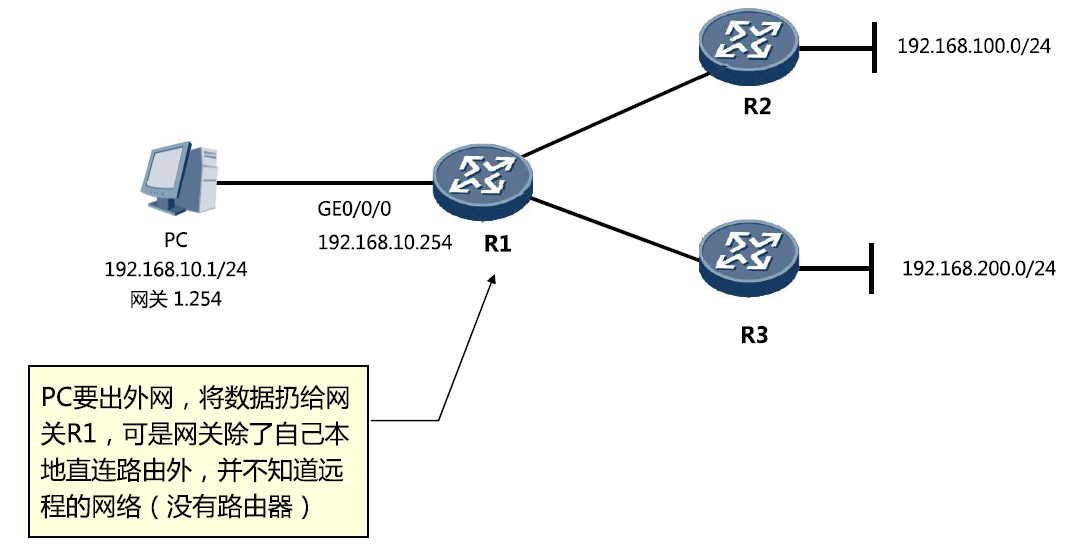 192.168.100.0/24
R2
GE0/0/0
192.168.10.254
R1
PC
192.168.10.1/24
网关 1.254
192.168.200.0/24
R3
PC要出外网，将数据扔给网
关R1，可是网关除了自己本
地直连路由外，并不知道远
程的网络（没有路由器）